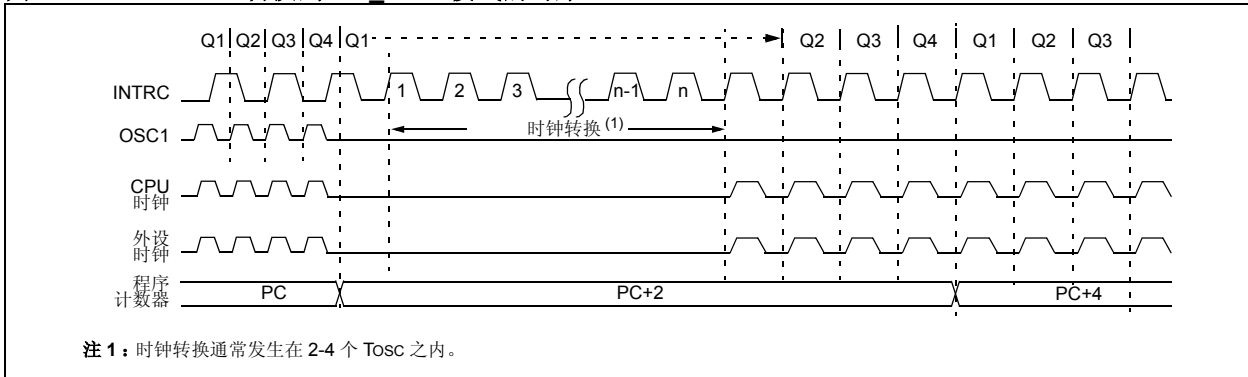 Q1 Q2 Q3 Q4 Q1 Q2 Q3 Q4 Q1 Q2 Q3
INTRC 1 2 3 n-1 n
时钟转换 (1)
OSC1
CPU
时钟
外设
时钟
程序
计数器
PC PC+2 PC+4
注 1：时钟转换通常发生在 2-4 个 Tosc 之内。